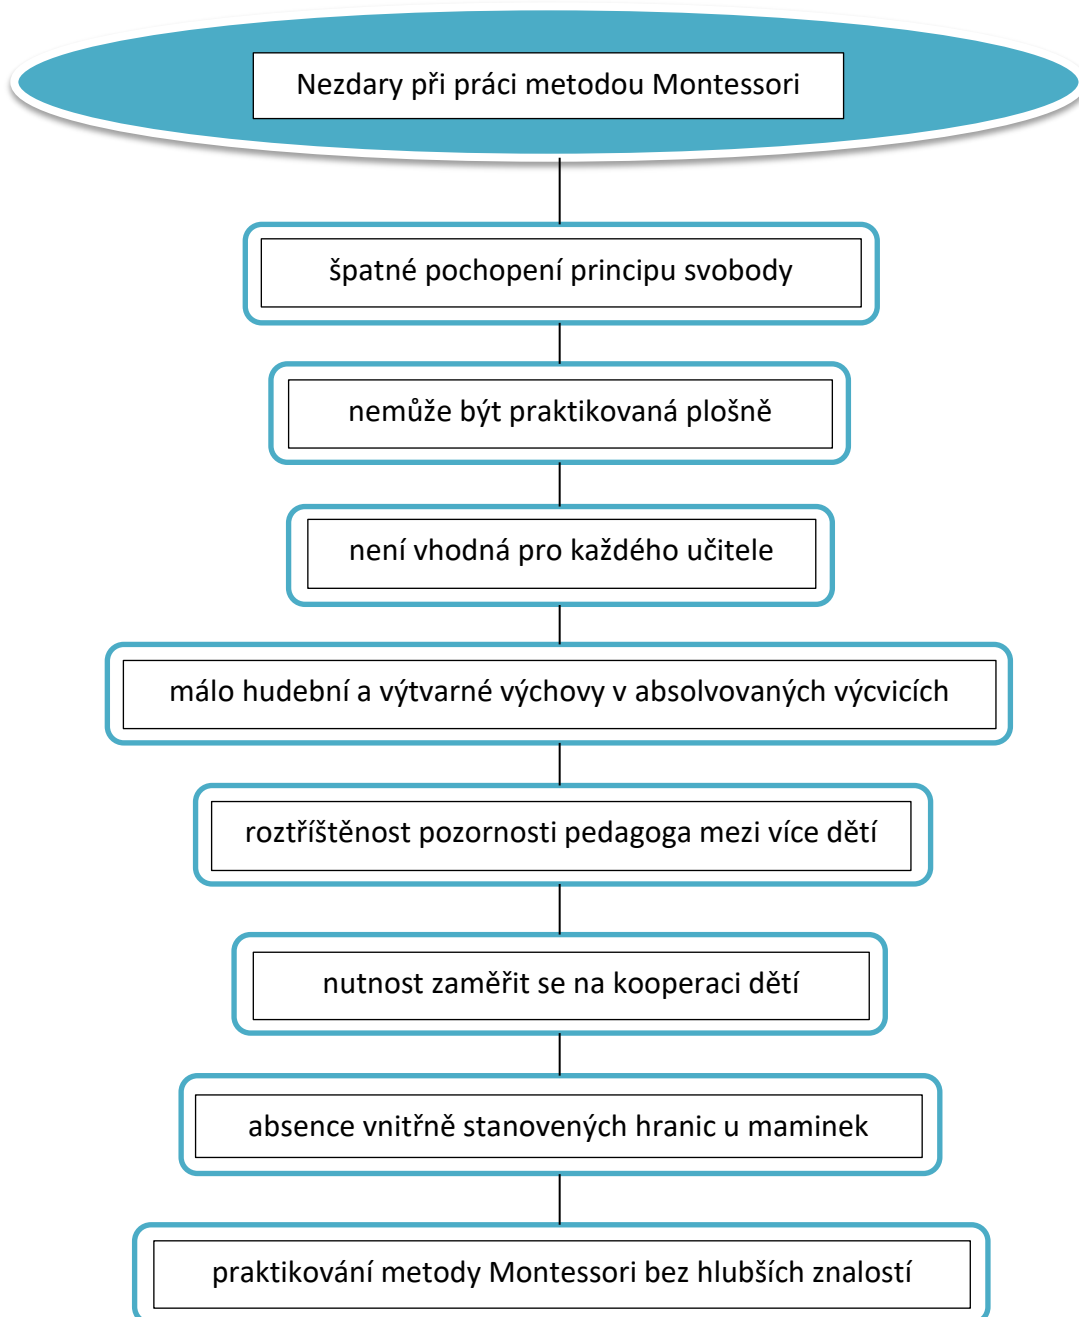 Nezdary při práci metodou Montessori
špatné pochopení principu svobody
nemůže být praktikovaná plošně
není vhodná pro každého učitele
málo hudební a výtvarné výchovy v absolvovaných výcvicích
roztříštěnost pozornosti pedagoga mezi více dětí
nutnost zaměřit se na kooperaci dětí
absence vnitřně stanovených hranic u maminek
praktikování metody Montessori bez hlubších znalostí